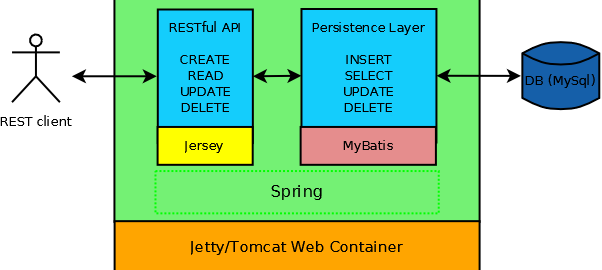 REST client
RESTful API
CREATE
READ
UPDATE
DELETE
Jersey
Persistence Layer
INSERT
SELECT
UPDATE
DELETE
MyBatis
DB (MySql)
Spring
Jetty/Tomcat Web Container